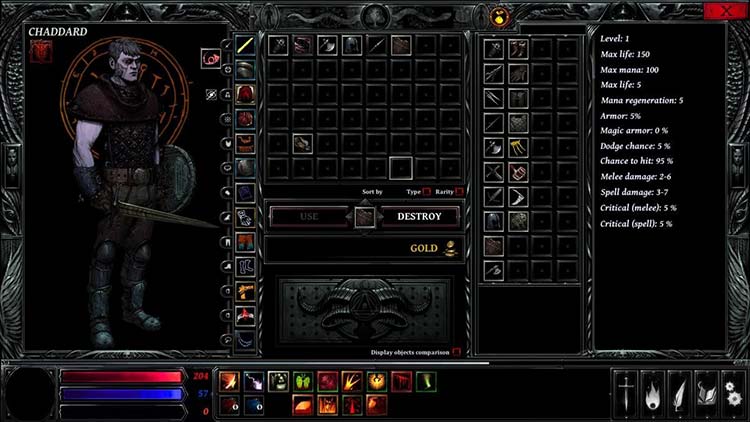 CHADDARD
Sort by Type Rarity
USE DESTROY
GOLD
Display objects comparison
Level: 1
Max life: 150
Max mana: 100
Max life: 5
Mana regeneration: 5
Armor: 5%
Magic armor: 0 %
Dodge chance: 5 %
Chance to hit: 95 %
Melee damage: 2-6
Spell damage: 3-7
Critical (melee): 5 %
Critical (spell): 5 %
204
57
0
0 0